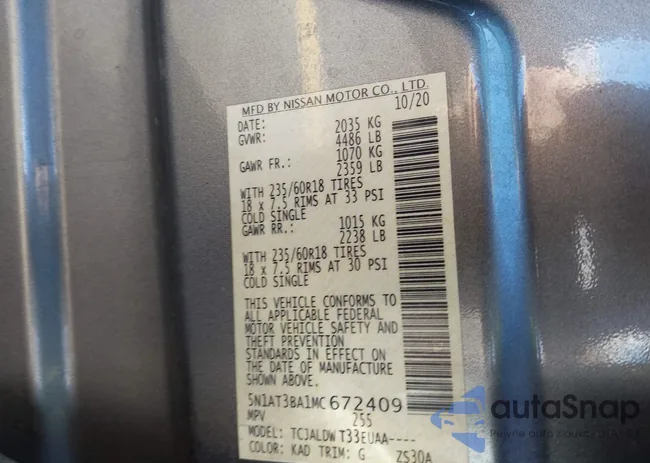 MFD BY NISSAN MOTOR CO., LTD.
DATE: 10/20
GVWR: 2035 KG
4486 LB
GAWR FR.: 1070 KG
2359 LB
WITH 235/60R18 TIRES
18 x 7.5 RIMS AT 33 PSI
COLD SINGLE
GAWR RR.: 1015 KG
2238 LB
WITH 235/60R18 TIRES
18 x 7.5 RIMS AT 30 PSI
COLD SINGLE
THIS VEHICLE CONFORMS TO
ALL APPLICABLE FEDERAL
MOTOR VEHICLE SAFETY AND
THEFT PREVENTION
STANDARDS IN EFFECT ON
THE DATE OF MANUFACTURE
SHOWN ABOVE.
5N1AT3BA1MC672409
MPV 255
MODEL: TCJALDW T33EUAA----
COLOR: KAD TRIM: G ZS30A
autaSnap